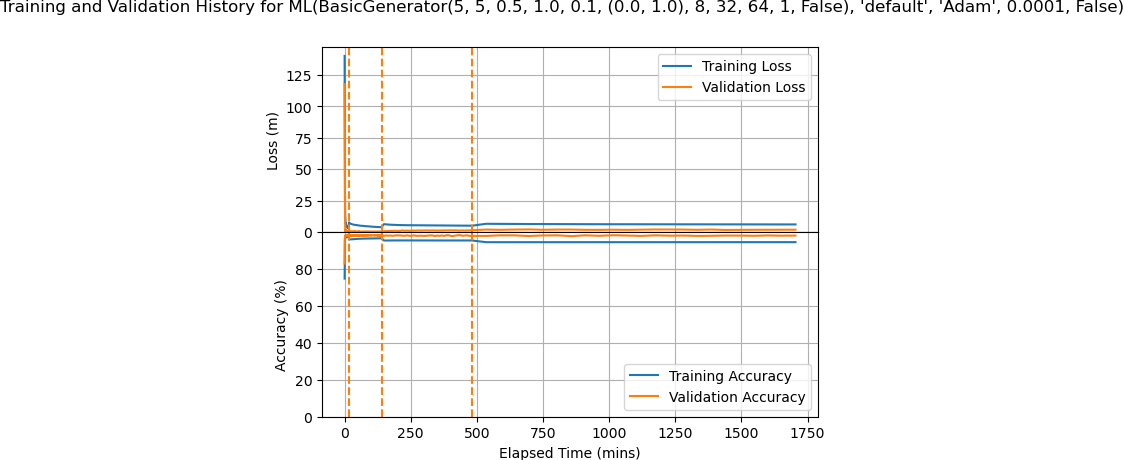 Training and Validation History for ML(BasicGenerator(5, 5, 0.5, 1.0, 0.1, (0.0, 1.0), 8, 32, 64, 1, False), 'default', 'Adam', 0.0001, False)
Training Loss
Validation Loss
Loss (m)
125
100
75
50
25
0
Accuracy (%)
80
60
40
20
0
Training Accuracy
Validation Accuracy
0 250 500 750 1000 1250 1500 1750
Elapsed Time (mins)